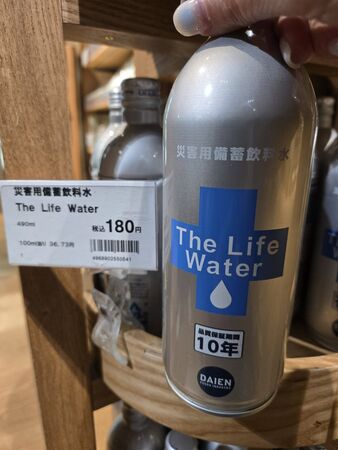 災害用備蓄飲料水
The Life Water
490ml
税込180円
100ml当り 36.73円
4968902550541
災害用備蓄飲料水
The Life
Water
品質保証期間
10年
DAIEN